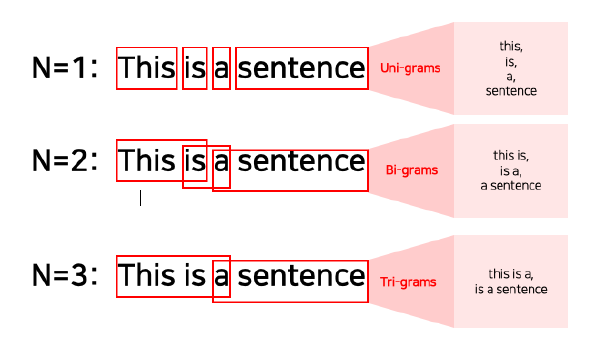 N=1: This is a sentence Uni-grams
this,
is,
a,
sentence
N=2: This is a sentence Bi-grams
this is,
is a,
a sentence
N=3: This is a sentence Tri-grams
this is a,
is a sentence